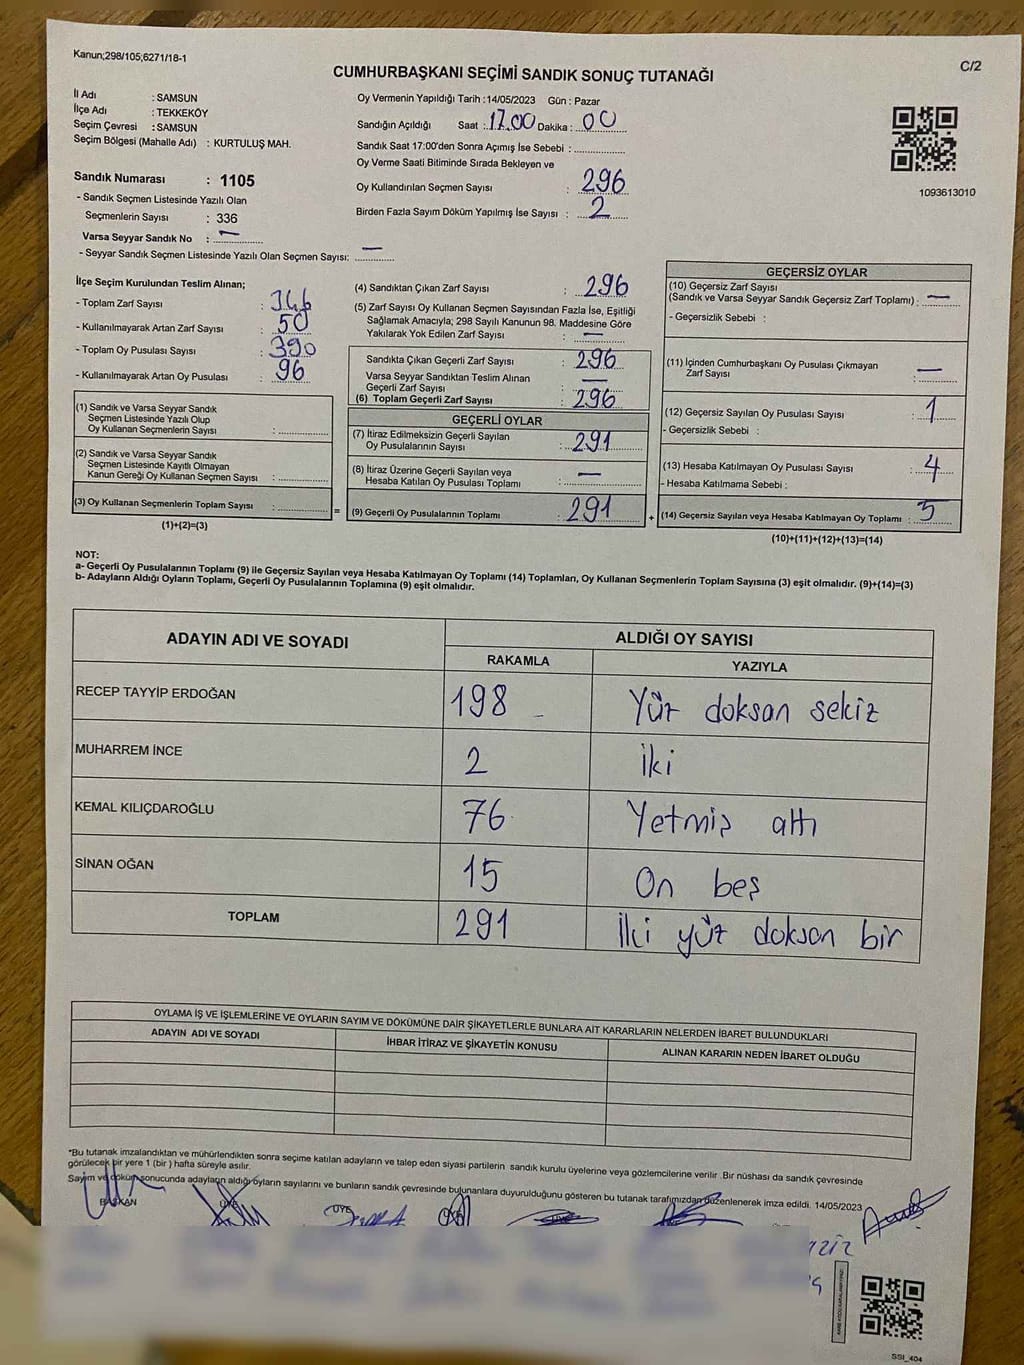 Kanun;298/105;6271/18-1
C/2
CUMHURBAŞKANI SEÇİMİ SANDIK SONUÇ TUTANAĞI
İl Adı : SAMSUN
İlçe Adı : TEKKEKÖY
Seçim Çevresi : SAMSUN
Seçim Bölgesi (Mahalle Adı) : KURTULUŞ MAH.
Sandık Numarası : 1105
- Sandık Seçmen Listesinde Yazılı Olan
Seçmenlerin Sayısı : 336
Varsa Seyyar Sandık No : —
- Seyyar Sandık Seçmen Listesinde Yazılı Olan Seçmen Sayısı: —
Oy Vermenin Yapıldığı Tarih :14/05/2023 Gün : Pazar
Sandığın Açıldığı Saat : 17.00 Dakika : 00
Sandık Saat 17:00'den Sonra Açımış İse Sebebi :
Oy Verme Saati Bitiminde Sırada Bekleyen ve
Oy Kullandırılan Seçmen Sayısı : 296
Birden Fazla Sayım Döküm Yapılmış İse Sayısı : 2
1093613010
İlçe Seçim Kurulundan Teslim Alınan;
- Toplam Zarf Sayısı : 346
- Kullanılmayarak Artan Zarf Sayısı : 50
- Toplam Oy Pusulası Sayısı : 390
- Kullanılmayarak Artan Oy Pusulası : 96
(1) Sandık ve Varsa Seyyar Sandık
Seçmen Listesinde Yazılı Olup
Oy Kullanan Seçmenlerin Sayısı :
(2) Sandık ve Varsa Seyyar Sandık
Seçmen Listesinde Kayıtlı Olmayan
Kanun Gereği Oy Kullanan Seçmen Sayısı :
(3) Oy Kullanan Seçmenlerin Toplam Sayısı :
(1)+(2)=(3)
(4) Sandıktan Çıkan Zarf Sayısı : 296
(5) Zarf Sayısı Oy Kullanan Seçmen Sayısından Fazla İse, Eşitliği
Sağlamak Amacıyla; 298 Sayılı Kanunun 98. Maddesine Göre
Yakılarak Yok Edilen Zarf Sayısı : —
Sandıkta Çıkan Geçerli Zarf Sayısı : 296
Varsa Seyyar Sandıktan Teslim Alınan
Geçerli Zarf Sayısı : —
(6) Toplam Geçerli Zarf Sayısı : 296
GEÇERLİ OYLAR
(7) İtiraz Edilmeksizin Geçerli Sayılan
Oy Pusulalarının Sayısı : 291
(8) İtiraz Üzerine Geçerli Sayılan veya
Hesaba Katılan Oy Pusulası Toplamı : —
= (9) Geçerli Oy Pusulalarının Toplamı : 291
GEÇERSİZ OYLAR
(10) Geçersiz Zarf Sayısı
(Sandık ve Varsa Seyyar Sandık Geçersiz Zarf Toplamı) : —
- Geçersizlik Sebebi :
(11) İçinden Cumhurbaşkanı Oy Pusulası Çıkmayan
Zarf Sayısı : —
(12) Geçersiz Sayılan Oy Pusulası Sayısı : 1
- Geçersizlik Sebebi :
(13) Hesaba Katılmayan Oy Pusulası Sayısı : 4
- Hesaba Katılmama Sebebi :
+ (14) Geçersiz Sayılan veya Hesaba Katılmayan Oy Toplamı : 5
(10)+(11)+(12)+(13)=(14)
NOT:
a- Geçerli Oy Pusulalarının Toplamı (9) ile Geçersiz Sayılan veya Hesaba Katılmayan Oy Toplamı (14) Toplamları, Oy Kullanan Seçmenlerin Toplam Sayısına (3) eşit olmalıdır. (9)+(14)=(3)
b- Adayların Aldığı Oyların Toplamı, Geçerli Oy Pusulalarının Toplamına (9) eşit olmalıdır.
ADAYIN ADI VE SOYADI ALDIĞI OY SAYISI
RAKAMLA YAZIYLA
RECEP TAYYİP ERDOĞAN 198 Yüz doksan sekiz
MUHARREM İNCE 2 İki
KEMAL KILIÇDAROĞLU 76 Yetmiş altı
SİNAN OĞAN 15 On beş
TOPLAM 291 İki yüz doksan bir
OYLAMA İŞ VE İŞLEMLERİNE VE OYLARIN SAYIM VE DÖKÜMÜNE DAİR ŞİKAYETLERLE BUNLARA AİT KARARLARIN NELERDEN İBARET BULUNDUKLARI
ADAYIN ADI VE SOYADI İHBAR İTİRAZ VE ŞİKAYETİN KONUSU ALINAN KARARIN NEDEN İBARET OLDUĞU
*Bu tutanak imzalandıktan ve mühürlendikten sonra seçime katılan adayların ve talep eden siyasi partilerin sandık kurulu üyelerine veya gözlemcilerine verilir. Bir nüshası da sandık çevresinde
görülecek bir yere 1 (bir ) hafta süreyle asılır.
Sayım ve döküm sonucunda adayların aldığı oyların sayılarını ve bunların sandık çevresinde bulunanlara duyurulduğunu gösteren bu tutanak tarafımızdan düzenlenerek imza edildi. 14/05/2023
BAŞKAN ÜYE ÜYE ÜYE
SSI_404